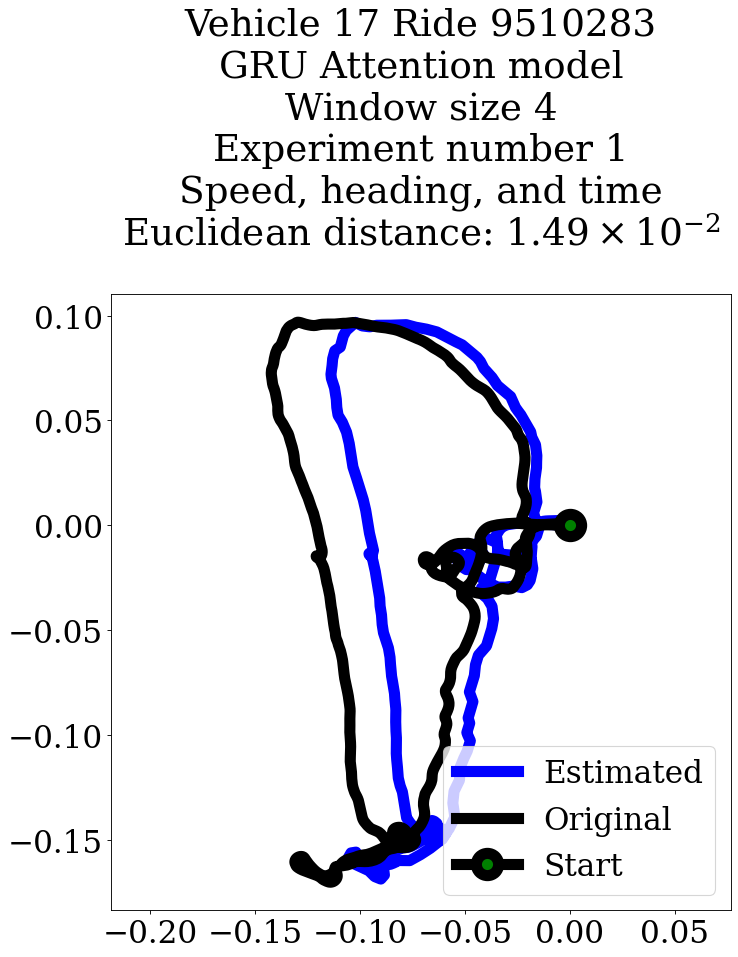 Vehicle 17 Ride 9510283
GRU Attention model
Window size 4
Experiment number 1
Speed, heading, and time
Euclidean distance: 1.49 × 10⁻²
0.10
0.05
0.00
−0.05
−0.10
−0.15
Estimated
Original
Start
−0.20 −0.15 −0.10 −0.05 0.00 0.05